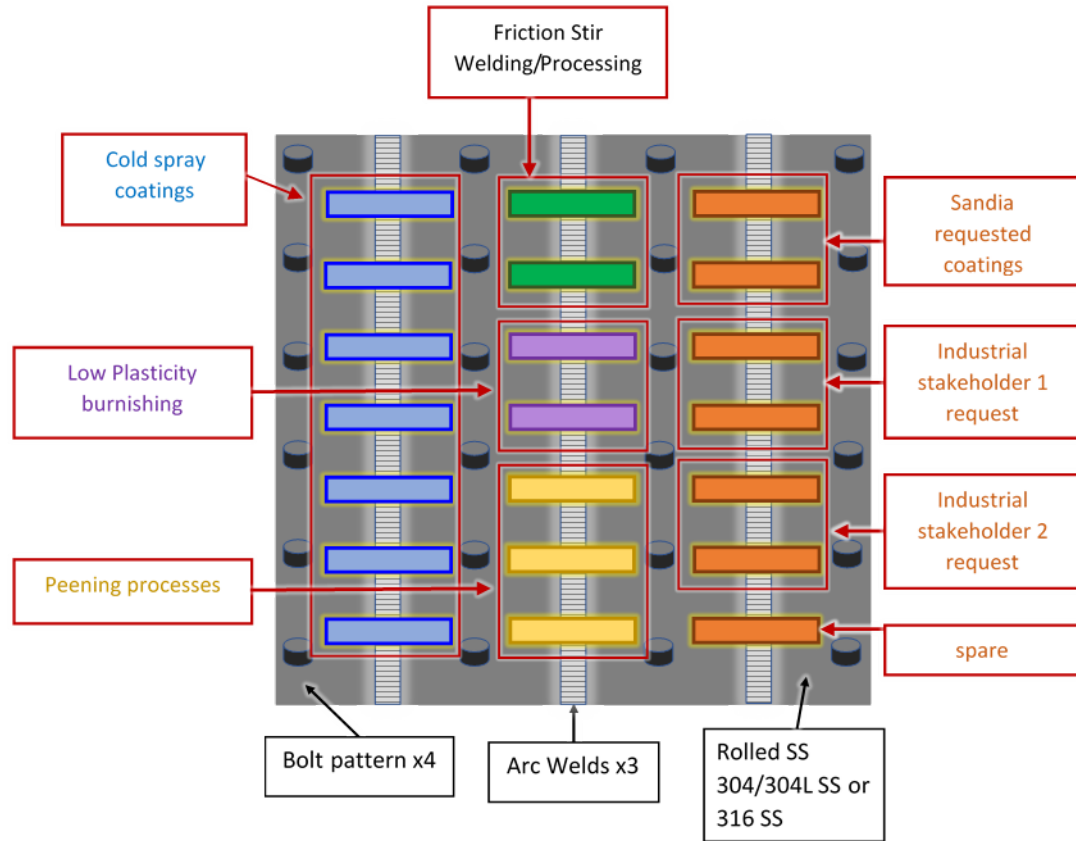 Friction Stir
Welding/Processing
Cold spray
coatings
Sandia
requested
coatings
Low Plasticity
burnishing
Industrial
stakeholder 1
request
Industrial
stakeholder 2
request
Peening processes
spare
Bolt pattern x4
Arc Welds x3
Rolled SS
304/304L SS or
316 SS